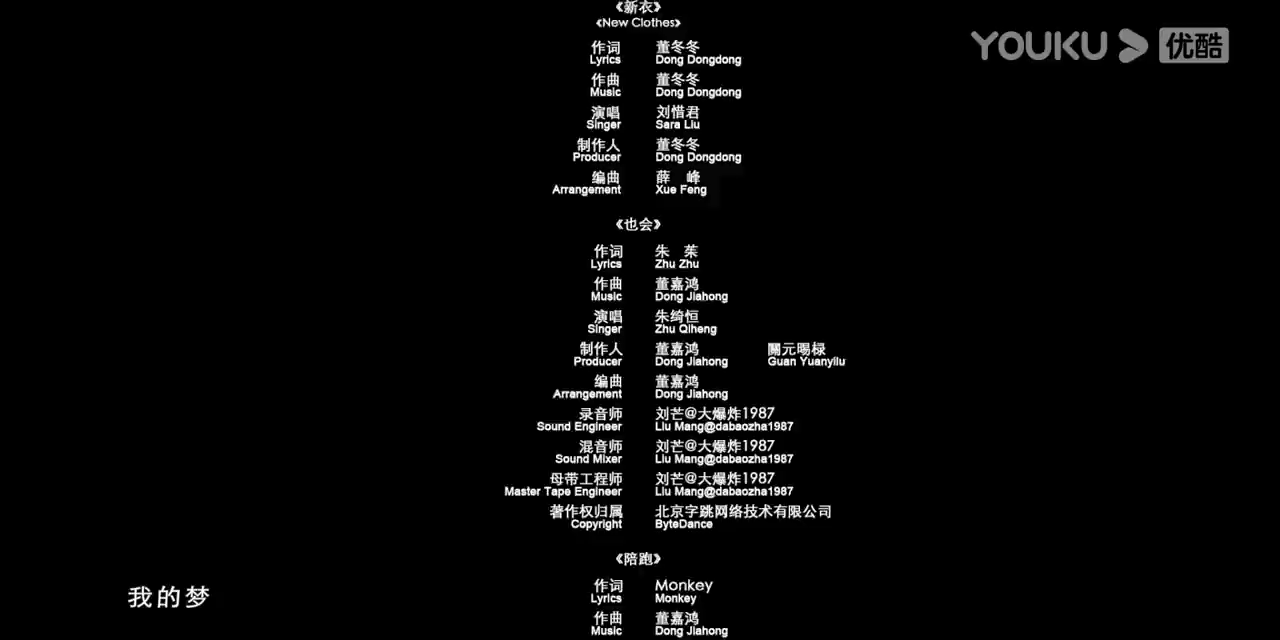 《新衣》
《New Clothes》
YOUKU 优酷
作词 董冬冬
Lyrics Dong Dongdong
作曲 董冬冬
Music Dong Dongdong
演唱 刘惜君
Singer Sara Liu
制作人 董冬冬
Producer Dong Dongdong
编曲 薛 峰
Arrangement Xue Feng
《也会》
作词 朱 茱
Lyrics Zhu Zhu
作曲 董嘉鸿
Music Dong Jiahong
演唱 朱绮恒
Singer Zhu Qiheng
制作人 董嘉鸿 關元晹椂
Producer Dong Jiahong Guan Yuanyilu
编曲 董嘉鸿
Arrangement Dong Jiahong
录音师 刘芒@大爆炸1987
Sound Engineer Liu Mang@dabaozha1987
混音师 刘芒@大爆炸1987
Sound Mixer Liu Mang@dabaozha1987
母带工程师 刘芒@大爆炸1987
Master Tape Engineer Liu Mang@dabaozha1987
著作权归属 北京字跳网络技术有限公司
Copyright ByteDance
《陪跑》
作词 Monkey
Lyrics Monkey
我的梦
作曲 董嘉鸿
Music Dong Jiahong